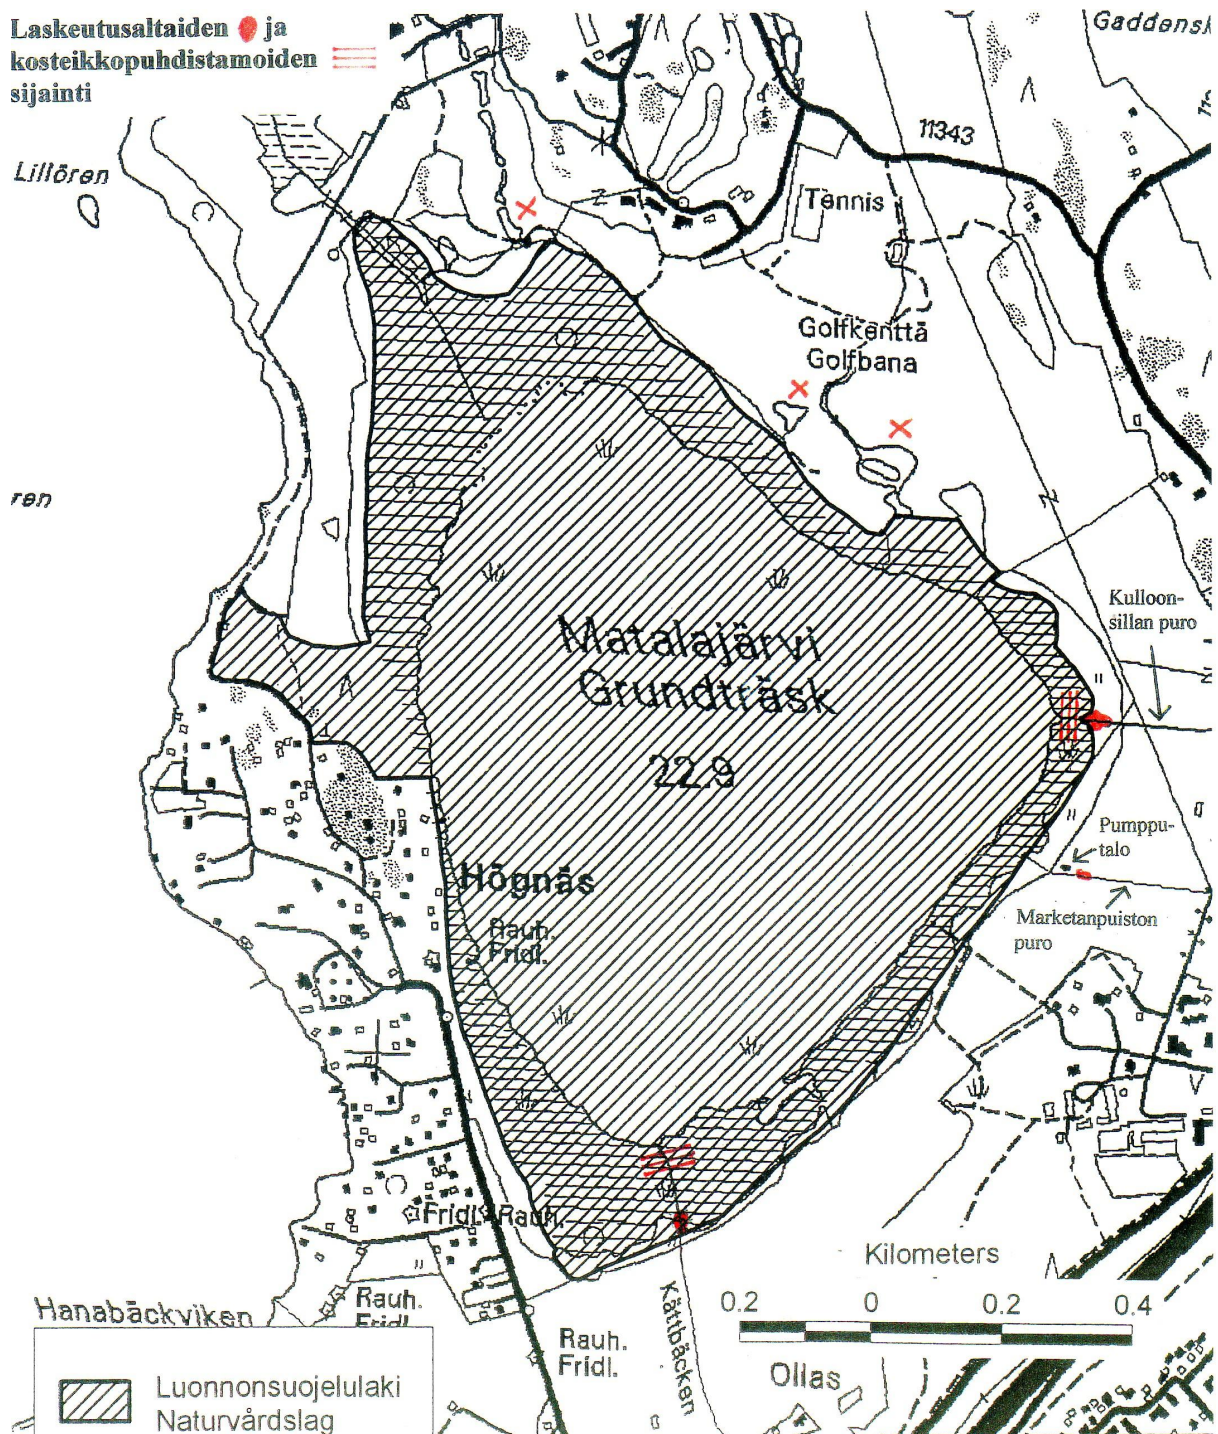 Laskeutusaltaiden ja
kosteikkopuhdistamoiden
sijainti
Lillören
11343
Tennis
Golfkenttä
Golfbana
ren
Kulloon-
sillan puro
Matalajärvi
Grundträsk
22.9
Pumppu-
talo
Högnäs
Marketanpuiston
puro
Rauh.
Fridl.
Fridl. Rauh.
Kilometers
0.2 0 0.2 0.4
Hanabäckviken
Rauh.
Fridl.
Kättbäcken
Rauh.
Fridl.
Ollas
Luonnonsuojelulaki
Naturvårdslag